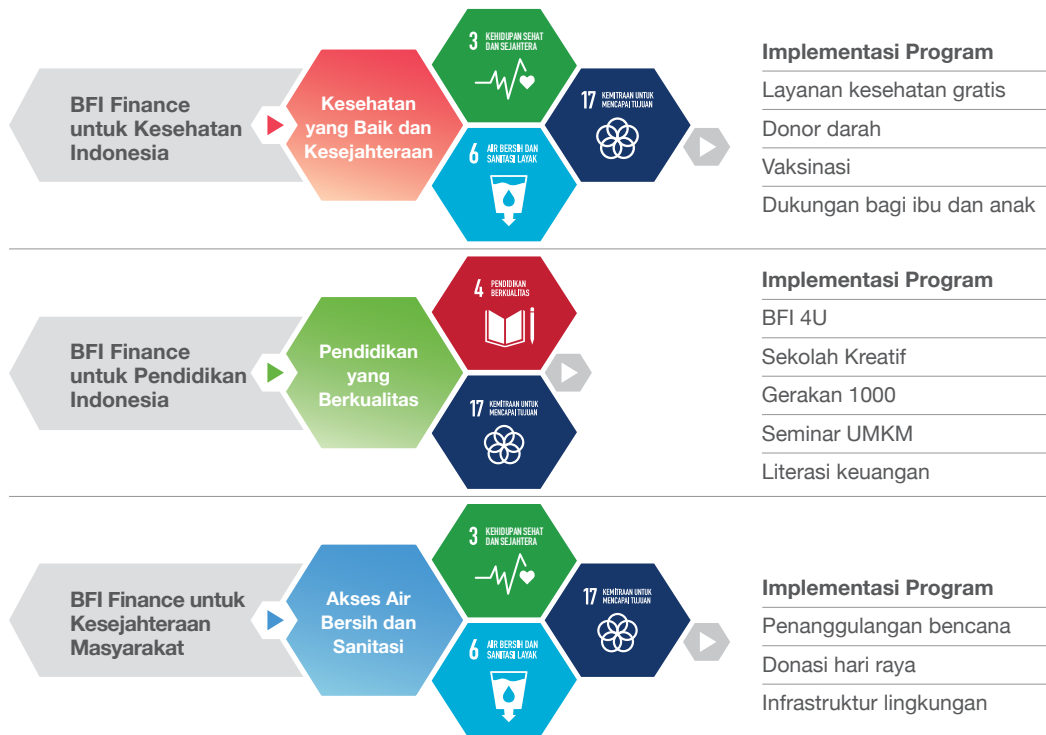 BFI Finance
untuk Kesehatan
Indonesia
Kesehatan
yang Baik dan
Kesejahteraan
3 KEHIDUPAN SEHAT
DAN SEJAHTERA
6 AIR BERSIH DAN
SANITASI LAYAK
17 KEMITRAAN UNTUK
MENCAPAI TUJUAN
Implementasi Program
Layanan kesehatan gratis
Donor darah
Vaksinasi
Dukungan bagi ibu dan anak
BFI Finance
untuk Pendidikan
Indonesia
Pendidikan
yang
Berkualitas
4 PENDIDIKAN
BERKUALITAS
17 KEMITRAAN UNTUK
MENCAPAI TUJUAN
Implementasi Program
BFI 4U
Sekolah Kreatif
Gerakan 1000
Seminar UMKM
Literasi keuangan
BFI Finance untuk
Kesejahteraan
Masyarakat
Akses Air
Bersih dan
Sanitasi
3 KEHIDUPAN SEHAT
DAN SEJAHTERA
6 AIR BERSIH DAN
SANITASI LAYAK
17 KEMITRAAN UNTUK
MENCAPAI TUJUAN
Implementasi Program
Penanggulangan bencana
Donasi hari raya
Infrastruktur lingkungan